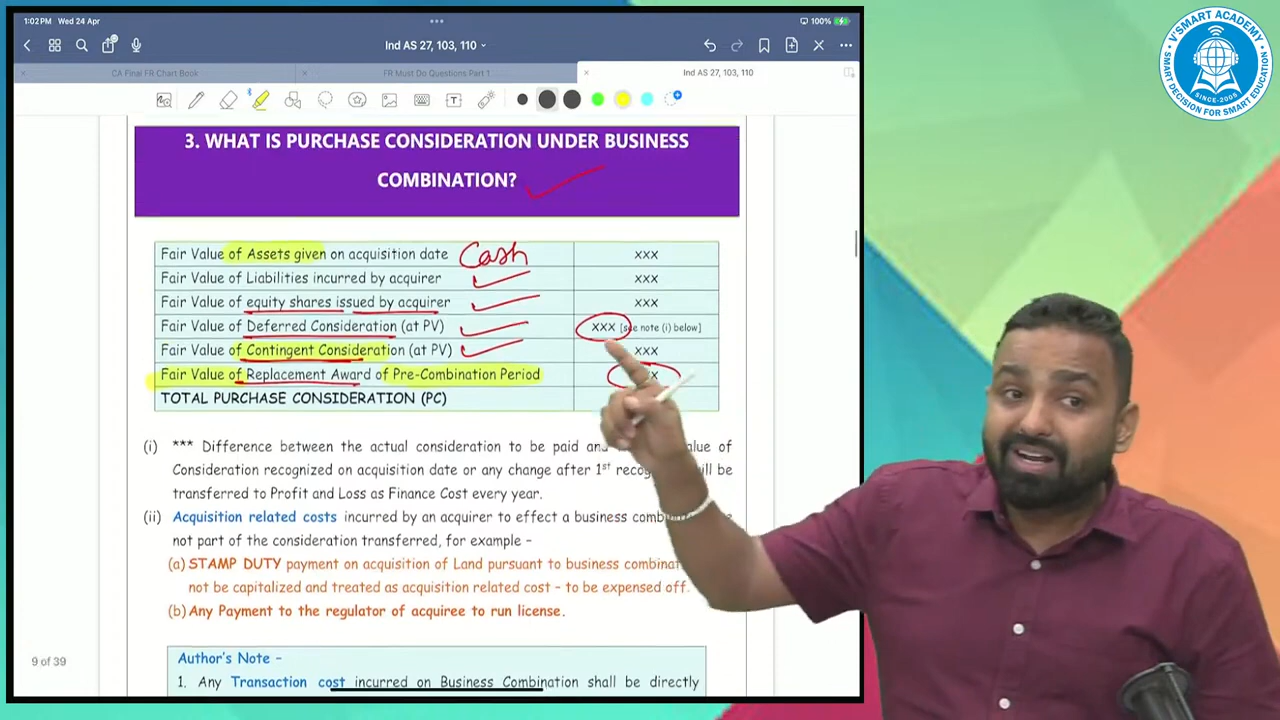 1:02 PM Wed 24 Apr
100%
Ind AS 27, 103, 110
CA Final FR Chart Book
FR Must Do Questions Part 1
Ind AS 27, 103, 110
V'SMART ACADEMY
SMART DECISION FOR SMART EDUCATION
SINCE-2009
3. WHAT IS PURCHASE CONSIDERATION UNDER BUSINESS
COMBINATION?
Fair Value of Assets given on acquisition date Cash XXX
Fair Value of Liabilities incurred by acquirer XXX
Fair Value of equity shares issued by acquirer XXX
Fair Value of Deferred Consideration (at PV) XXX [see note (i) below]
Fair Value of Contingent Consideration (at PV) XXX
Fair Value of Replacement Award of Pre-Combination Period
TOTAL PURCHASE CONSIDERATION (PC)
(i) *** Difference between the actual consideration to be paid and of
Consideration recognized on acquisition date or any change after 1st be
transferred to Profit and Loss as Finance Cost every year.
(ii) Acquisition related costs incurred by an acquirer to effect a business
not part of the consideration transferred, for example -
(a) STAMP DUTY payment on acquisition of Land pursuant to business
not be capitalized and treated as acquisition related cost - to be expensed off.
(b) Any Payment to the regulator of acquiree to run license.
9 of 39
Author's Note -
1. Any Transaction cost incurred on Business Combination shall be directly